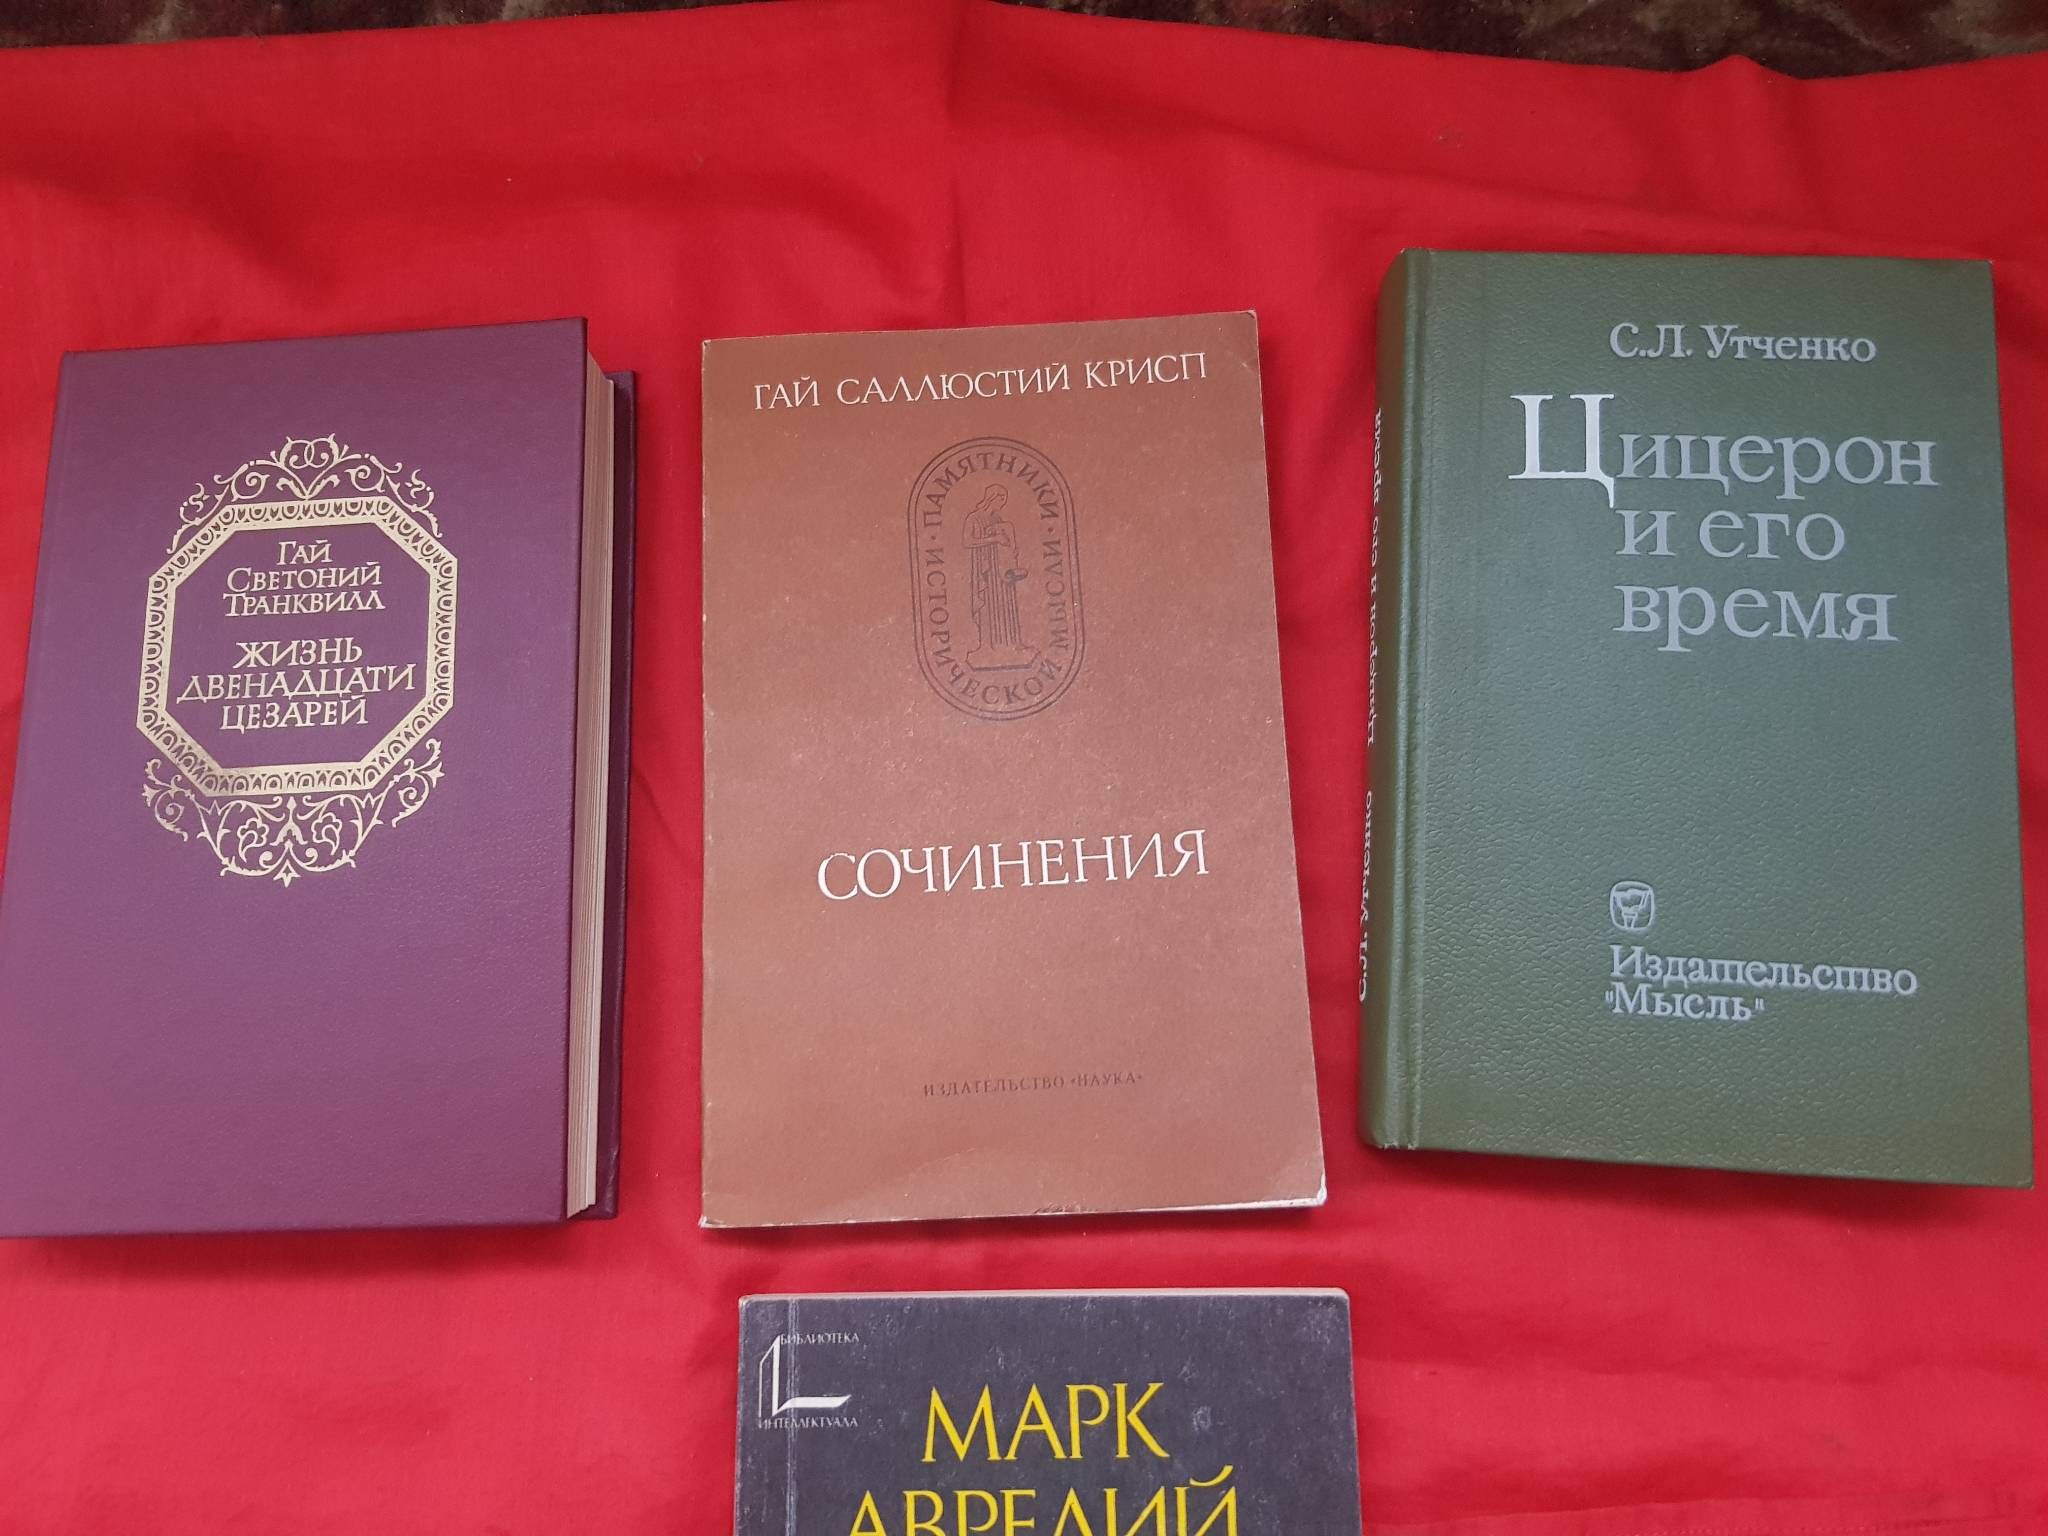 ГАЙ
СВЕТОНИЙ
ТРАНКВИЛЛ
ЖИЗНЬ
ДВЕНАДЦАТИ
ЦЕЗАРЕЙ
ГАЙ САЛЛЮСТИЙ КРИСП
ПАМЯТНИКИ · ИСТОРИЧЕСКОЙ МЫСЛИ ·
СОЧИНЕНИЯ
ИЗДАТЕЛЬСТВО «НАУКА»
С.Л. Утченко
Цицерон
и его
время
Издательство
"Мысль"
С.Л. Утченко Цицерон и его время
БИБЛИОТЕКА
ИНТЕЛЛЕКТУАЛА
МАРК
АВРЕЛИЙ